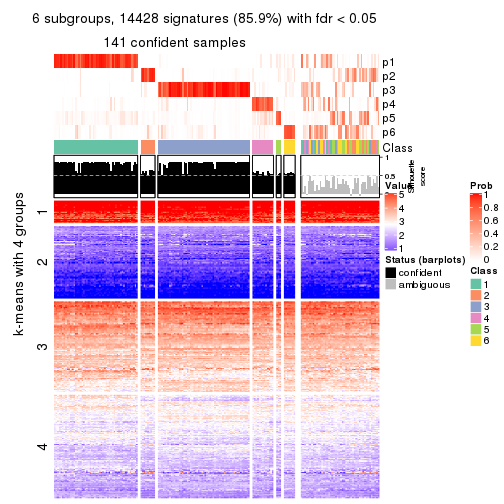 6 subgroups, 14428 signatures (85.9%) with fdr < 0.05
141 confident samples
p1
p2
p3
p4
p5
p6
Class
1
0.5
0
Silhouette
score
k-means with 4 groups
1
2
3
4
Value
5
4
3
2
1
Status (barplots)
confident
ambiguous
Prob
1
0.8
0.6
0.4
0.2
0
Class
1
2
3
4
5
6